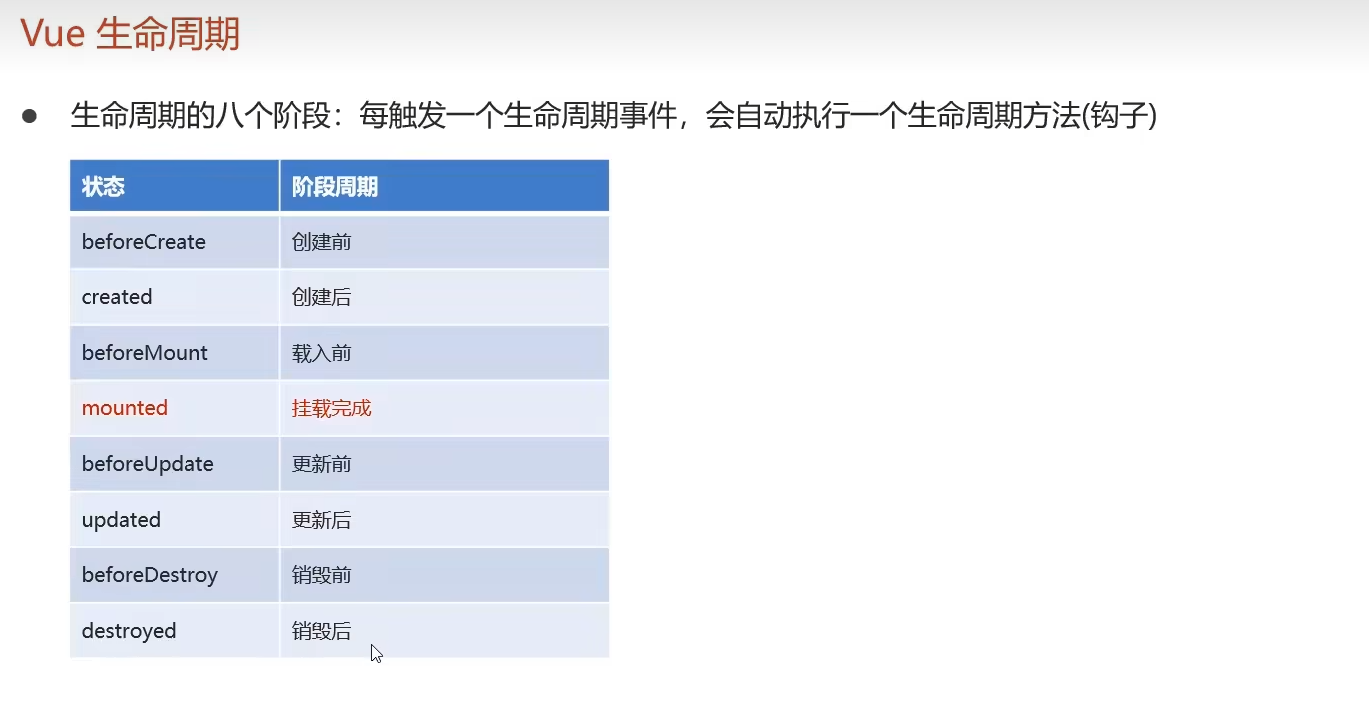 Vue 生命周期
● 生命周期的八个阶段：每触发一个生命周期事件，会自动执行一个生命周期方法(钩子)
状态 阶段周期
beforeCreate 创建前
created 创建后
beforeMount 载入前
mounted 挂载完成
beforeUpdate 更新前
updated 更新后
beforeDestroy 销毁前
destroyed 销毁后